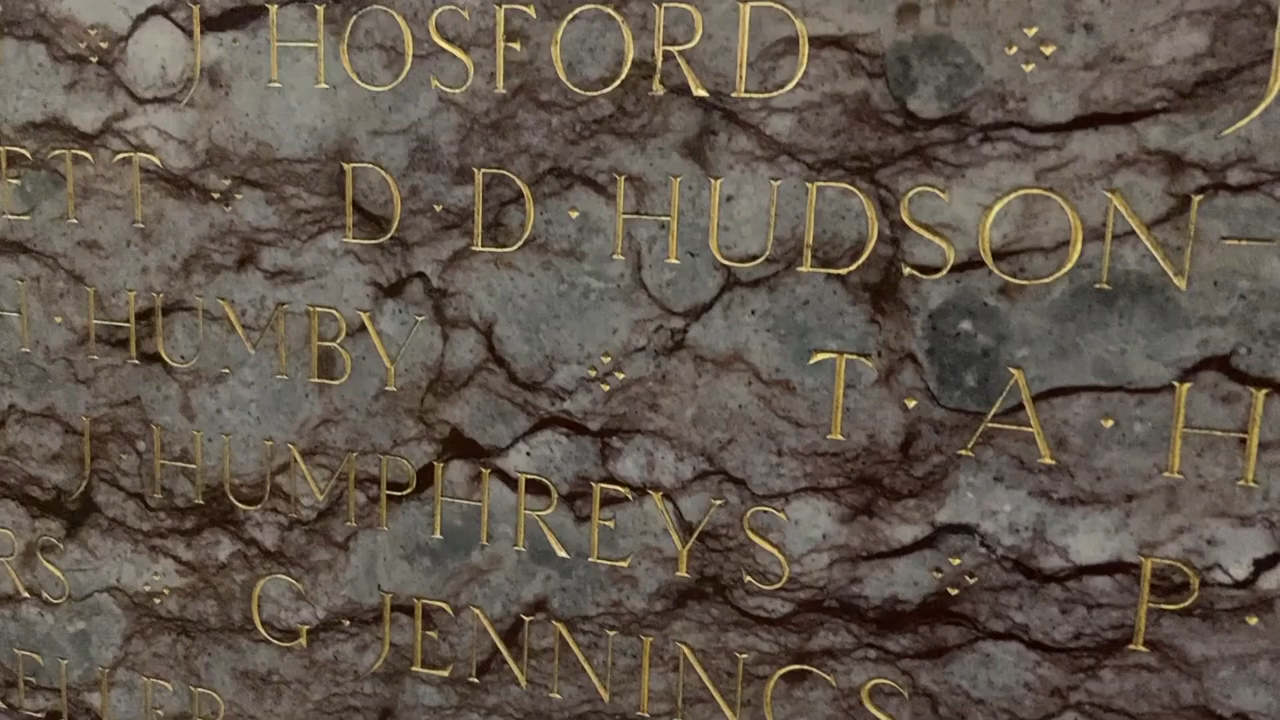 J HOSFORD
D·D·HUDSON–
HUMBY T·A·H
J·HUMPHREYS
G·JENNINGS P·